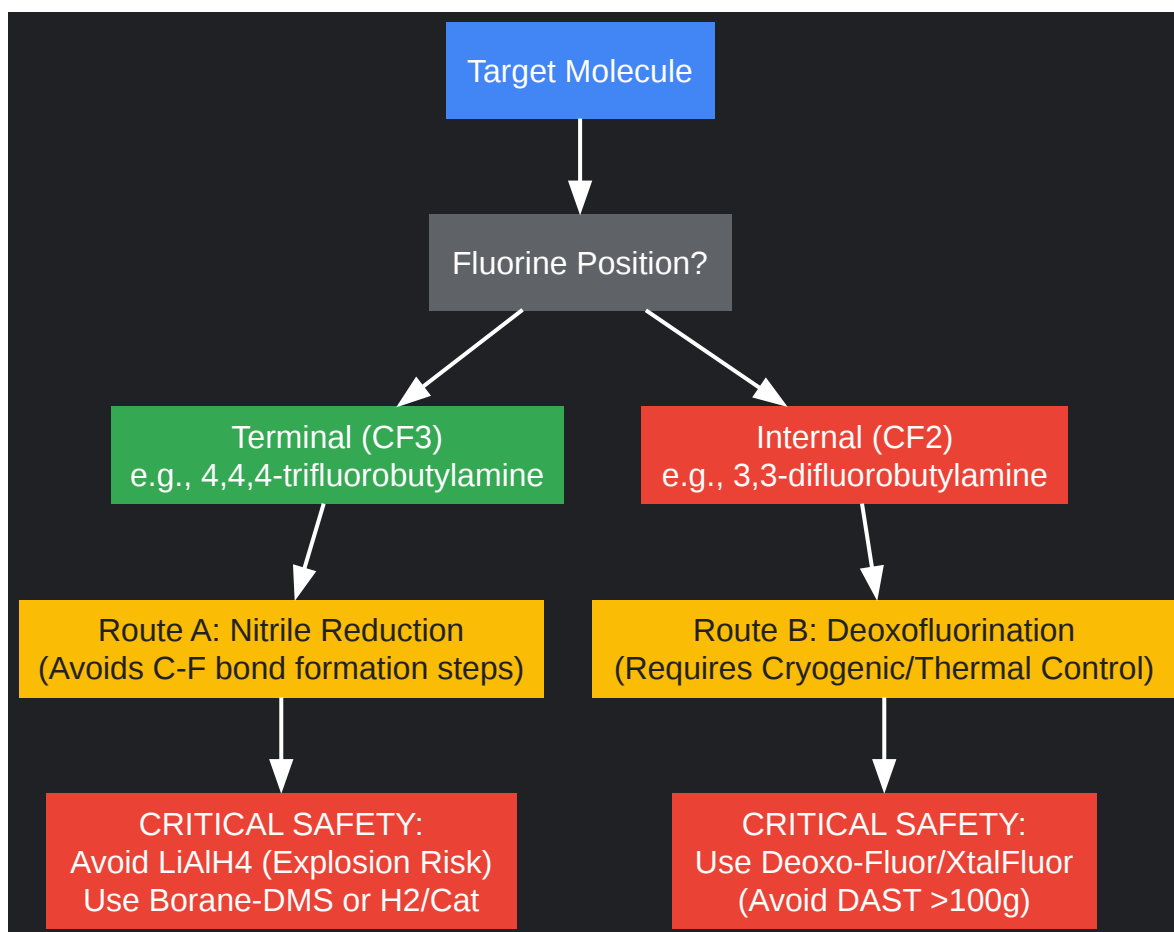 Target Molecule
Fluorine Position?
Terminal (CF3)
e.g., 4,4,4-trifluorobutylamine
Internal (CF2)
e.g., 3,3-difluorobutylamine
Route A: Nitrile Reduction
(Avoids C-F bond formation steps)
Route B: Deoxofluorination
(Requires Cryogenic/Thermal Control)
CRITICAL SAFETY:
Avoid LiAlH4 (Explosion Risk)
Use Borane-DMS or H2/Cat
CRITICAL SAFETY:
Use Deoxo-Fluor/XtalFluor
(Avoid DAST >100g)